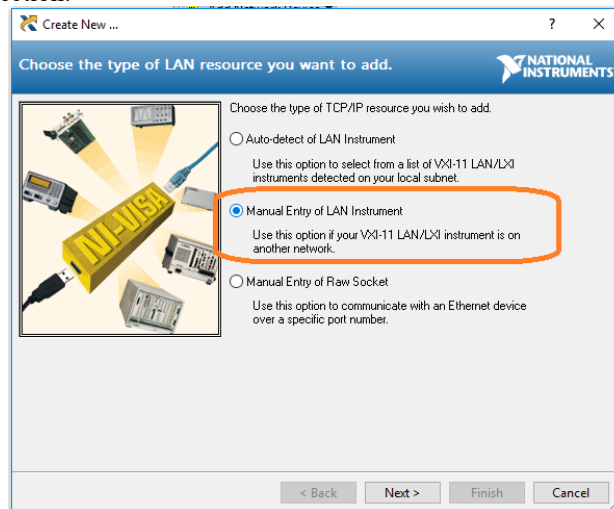 Create New ...
Choose the type of LAN resource you want to add.
NATIONAL
INSTRUMENTS
Choose the type of TCP/IP resource you wish to add.
Auto-detect of LAN Instrument
Use this option to select from a list of VXI-11 LAN/LXI
instruments detected on your local subnet.
NI-VISA
Manual Entry of LAN Instrument
Use this option if your VXI-11 LAN/LXI instrument is on
another network.
Manual Entry of Raw Socket
Use this option to communicate with an Ethernet device
over a specific port number.
< Back
Next >
Finish
Cancel